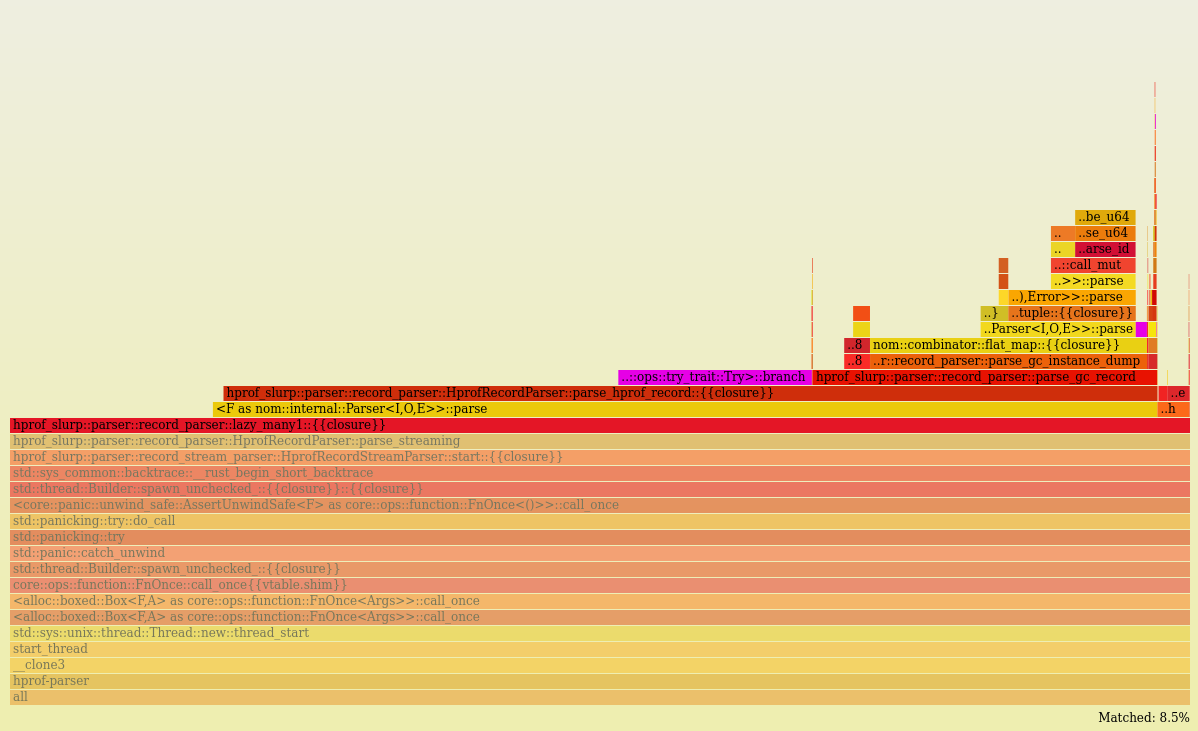 ..be_u64
.. ..se_u64
.. ..arse_id
..::call_mut
..>>::parse
..),Error>>::parse
..} ..tuple::{{closure}}
..Parser<I,O,E>>::parse
..8 nom::combinator::flat_map::{{closure}}
..8 ..r::record_parser::parse_gc_instance_dump
..::ops::try_trait::Try>::branch hprof_slurp::parser::record_parser::parse_gc_record
hprof_slurp::parser::record_parser::HprofRecordParser::parse_hprof_record::{{closure}} ..e
<F as nom::internal::Parser<I,O,E>>::parse ..h
hprof_slurp::parser::record_parser::lazy_many1::{{closure}}
hprof_slurp::parser::record_parser::HprofRecordParser::parse_streaming
hprof_slurp::parser::record_stream_parser::HprofRecordStreamParser::start::{{closure}}
std::sys_common::backtrace::__rust_begin_short_backtrace
std::thread::Builder::spawn_unchecked_::{{closure}}::{{closure}}
<core::panic::unwind_safe::AssertUnwindSafe<F> as core::ops::function::FnOnce<()>>::call_once
std::panicking::try::do_call
std::panicking::try
std::panic::catch_unwind
std::thread::Builder::spawn_unchecked_::{{closure}}
core::ops::function::FnOnce::call_once{{vtable.shim}}
<alloc::boxed::Box<F,A> as core::ops::function::FnOnce<Args>>::call_once
<alloc::boxed::Box<F,A> as core::ops::function::FnOnce<Args>>::call_once
std::sys::unix::thread::Thread::new::thread_start
start_thread
__clone3
hprof-parser
all
Matched: 8.5%